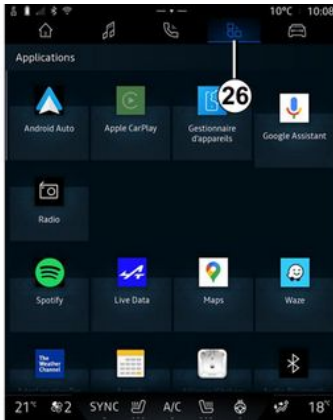 10°C 10:08
Applications
26
Android Auto
Apple CarPlay
Gestionnaire
d'appareils
Google Assistant
Radio
Spotify
Live Data
Maps
Waze
The
Weather
Channel
21° 2 SYNC A/C 18°